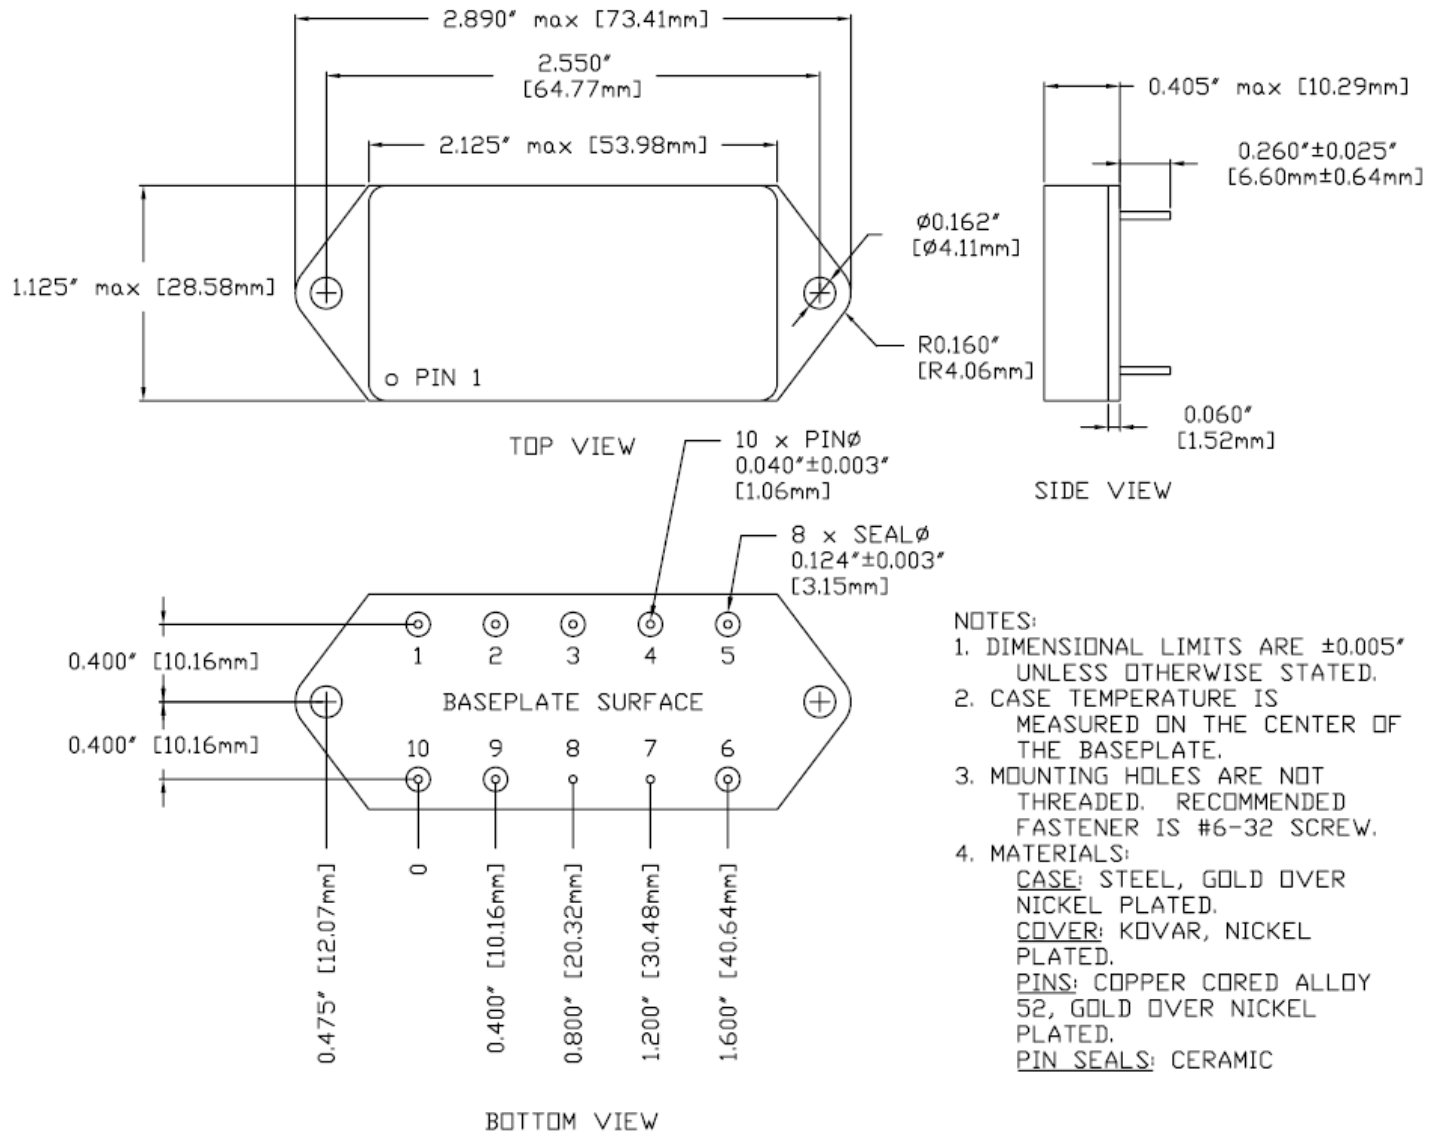 2.890" max [73.41mm]
2.550"
[64.77mm]
2.125" max [53.98mm]
1.125" max [28.58mm]
Ø0.162"
[Ø4.11mm]
R0.160"
[R4.06mm]
PIN 1
TOP VIEW
0.405" max [10.29mm]
0.260"±0.025"
[6.60mm±0.64mm]
0.060"
[1.52mm]
SIDE VIEW
10 x PINØ
0.040"±0.003"
[1.06mm]
8 x SEALØ
0.124"±0.003"
[3.15mm]
0.400" [10.16mm]
0.400" [10.16mm]
1 2 3 4 5
BASEPLATE SURFACE
10 9 8 7 6
0.475" [12.07mm]
0
0.400" [10.16mm]
0.800" [20.32mm]
1.200" [30.48mm]
1.600" [40.64mm]
BOTTOM VIEW
NOTES:
1. DIMENSIONAL LIMITS ARE ±0.005"
UNLESS OTHERWISE STATED.
2. CASE TEMPERATURE IS
MEASURED ON THE CENTER OF
THE BASEPLATE.
3. MOUNTING HOLES ARE NOT
THREADED. RECOMMENDED
FASTENER IS #6-32 SCREW.
4. MATERIALS:
CASE: STEEL, GOLD OVER
NICKEL PLATED.
COVER: KOVAR, NICKEL
PLATED.
PINS: COPPER CORED ALLOY
52, GOLD OVER NICKEL
PLATED.
PIN SEALS: CERAMIC